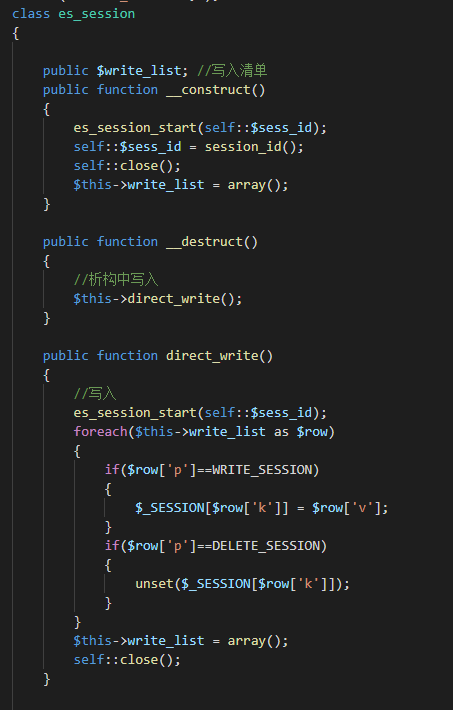 class es_session
{
public $write_list; //写入清单
public function __construct()
{
es_session_start(self::$sess_id);
self::$sess_id = session_id();
self::close();
$this->write_list = array();
}
public function __destruct()
{
//析构中写入
$this->direct_write();
}
public function direct_write()
{
//写入
es_session_start(self::$sess_id);
foreach($this->write_list as $row)
{
if($row['p']==WRITE_SESSION)
{
$_SESSION[$row['k']] = $row['v'];
}
if($row['p']==DELETE_SESSION)
{
unset($_SESSION[$row['k']]);
}
}
$this->write_list = array();
self::close();
}